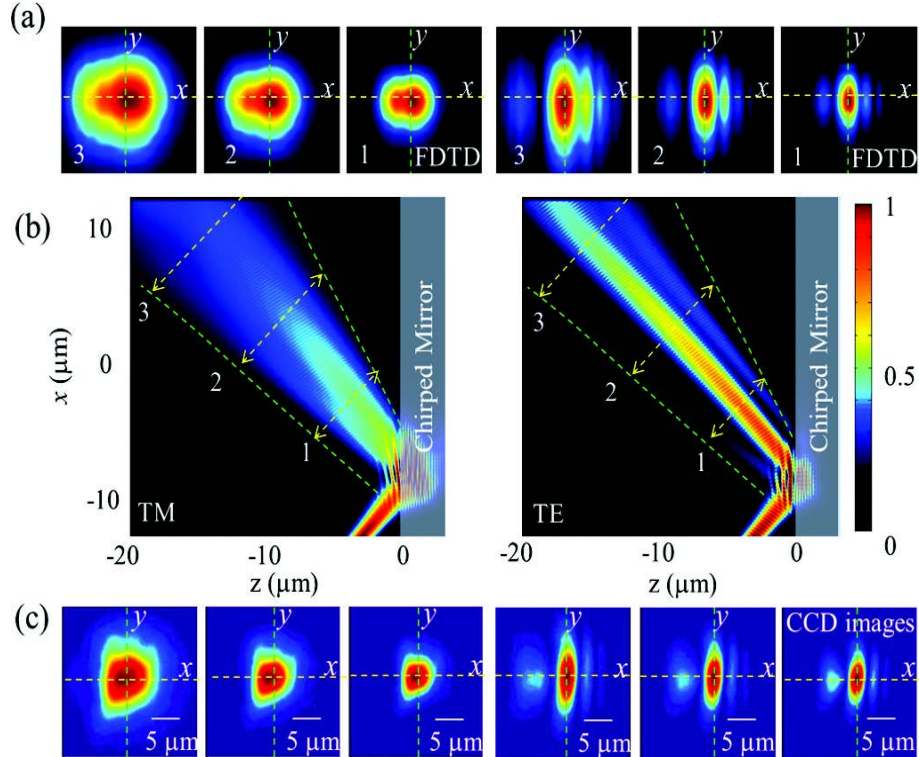 (a)
y
x
3
y
x
2
y
x
1
FDTD
y
x
3
y
x
2
y
x
1
FDTD
(b)
x (μm)
10
0
-10
3
2
1
TM
Chirped Mirror
-20
-10
0
z (μm)
3
2
1
TE
Chirped Mirror
-20
-10
0
z (μm)
1
0.5
0
(c)
y
x
5 μm
y
x
5 μm
y
x
5 μm
y
x
5 μm
y
x
5 μm
CCD images
x
5 μm